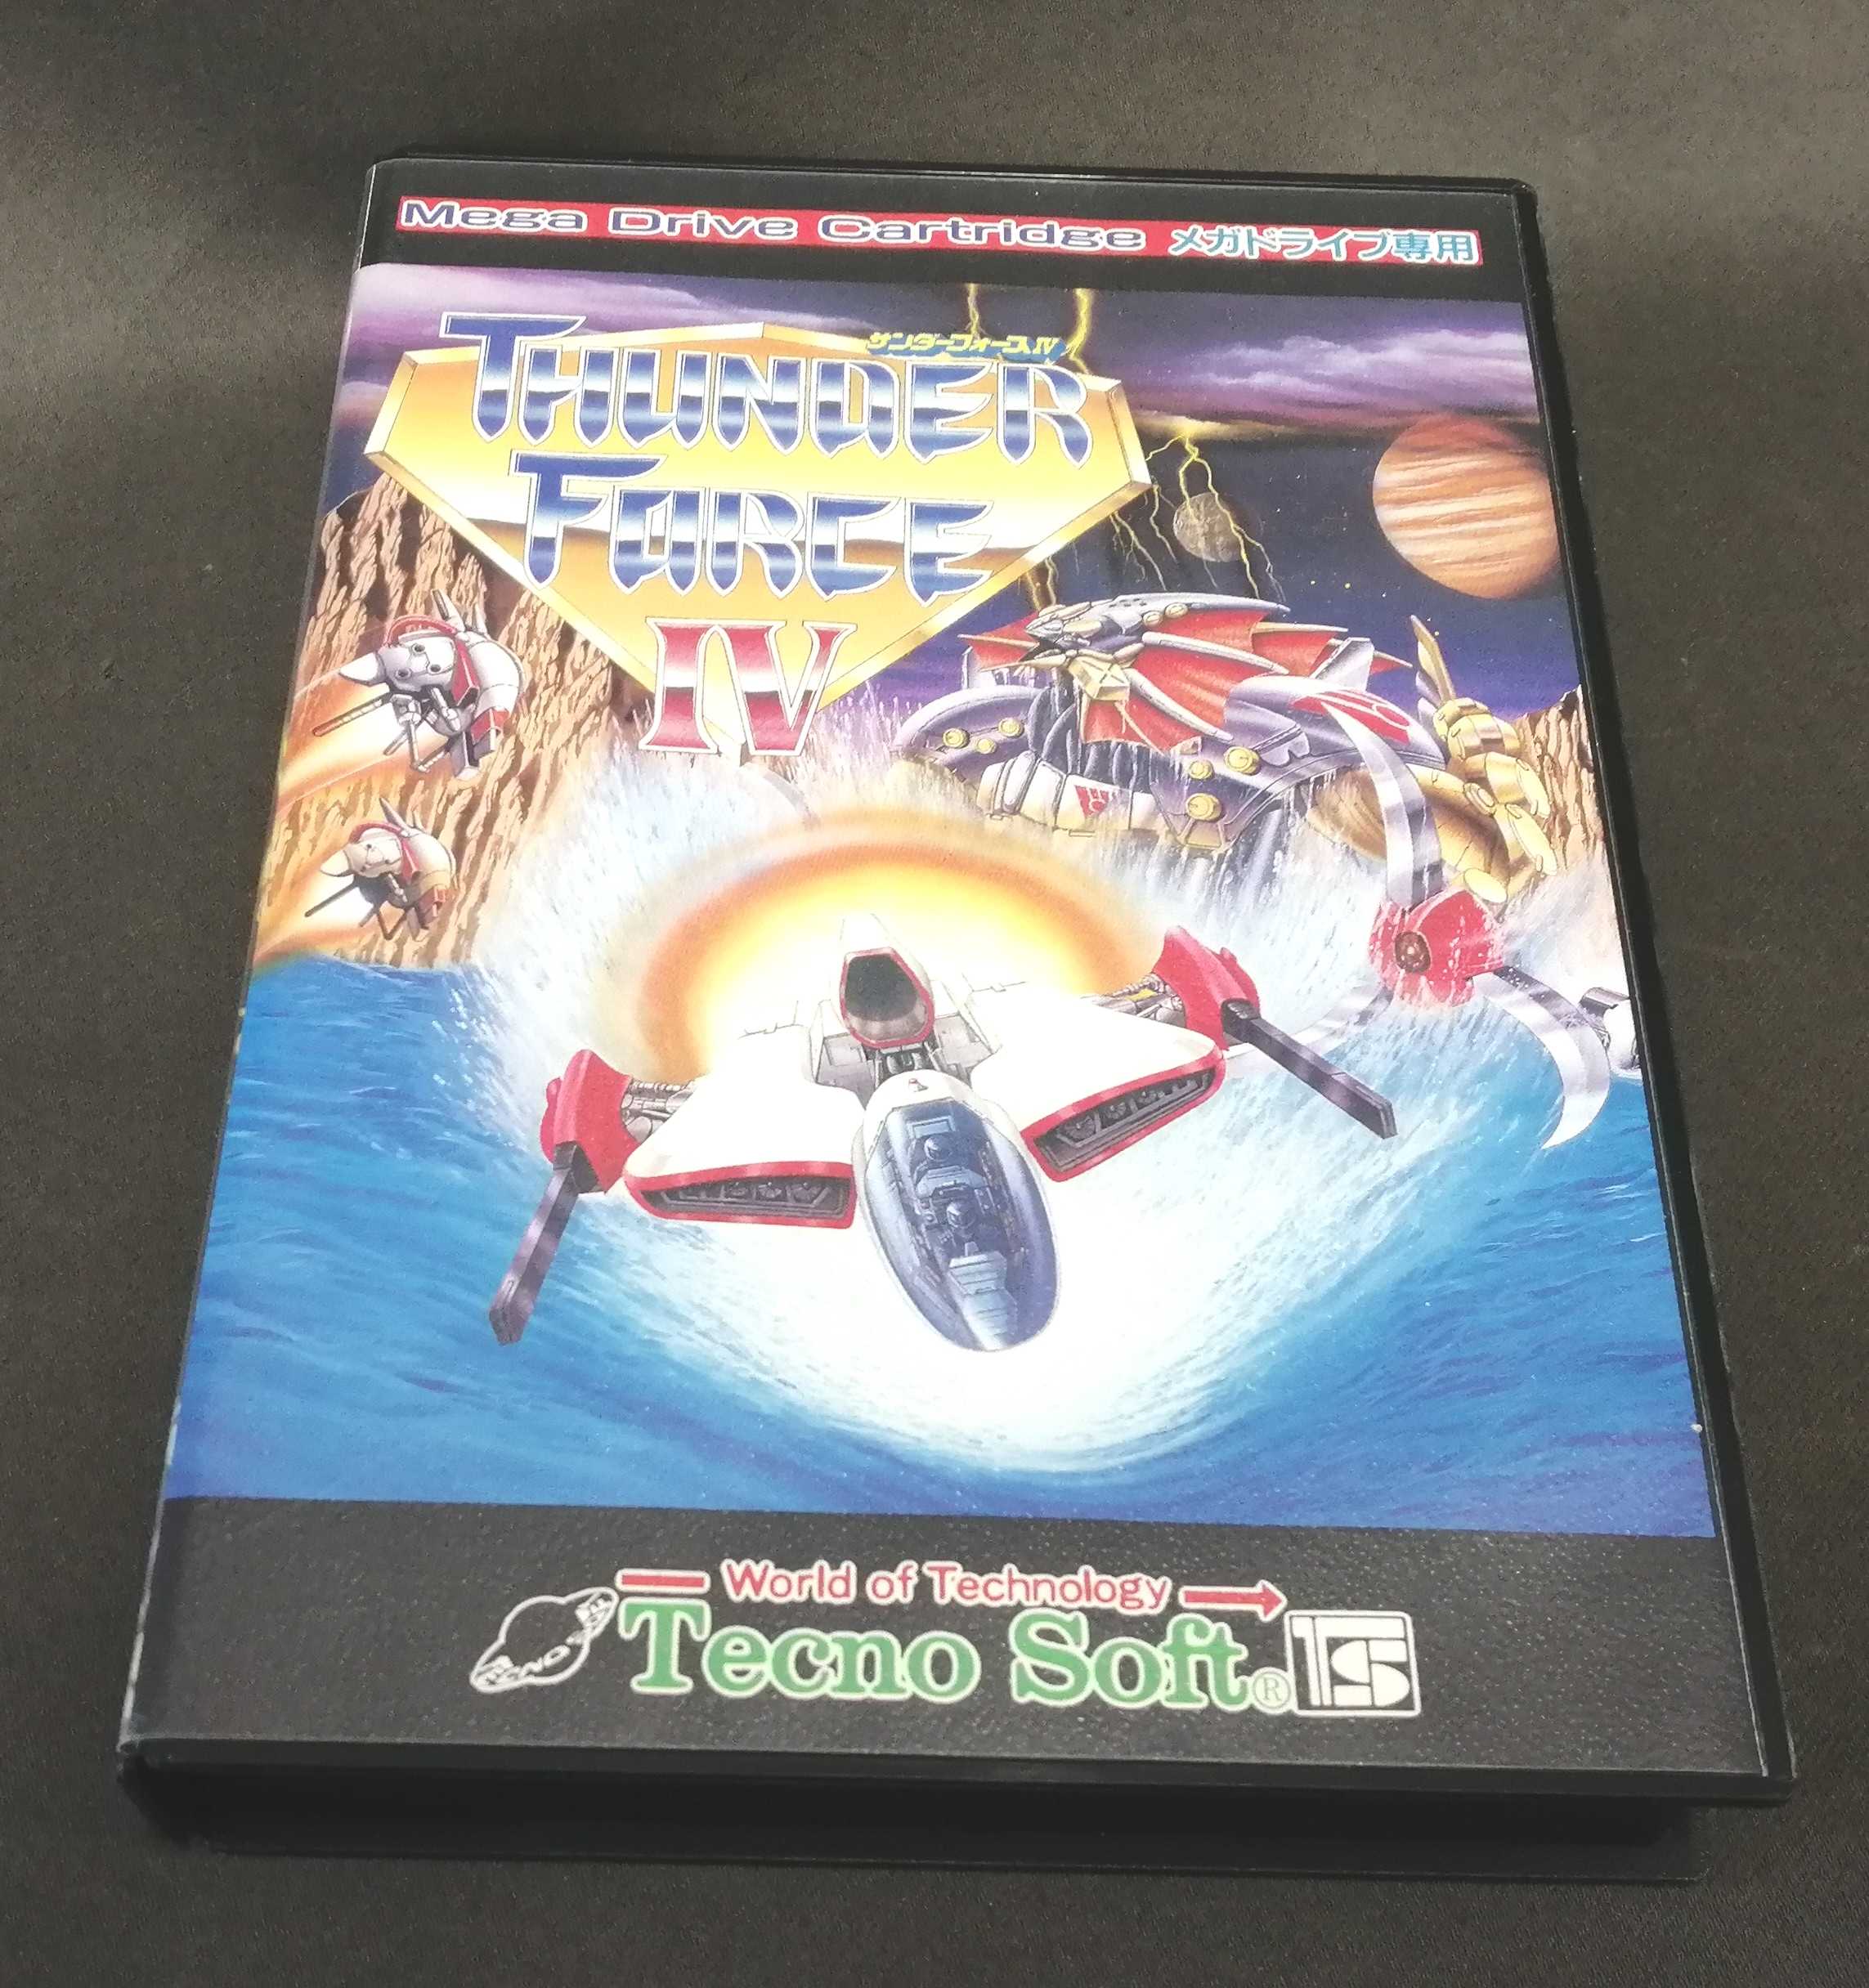 Mega Drive Cartridge メガドライブ専用
サンダーフォースIV
THUNDER
FORCE
IV
World of Technology
Tecno Soft®
TS